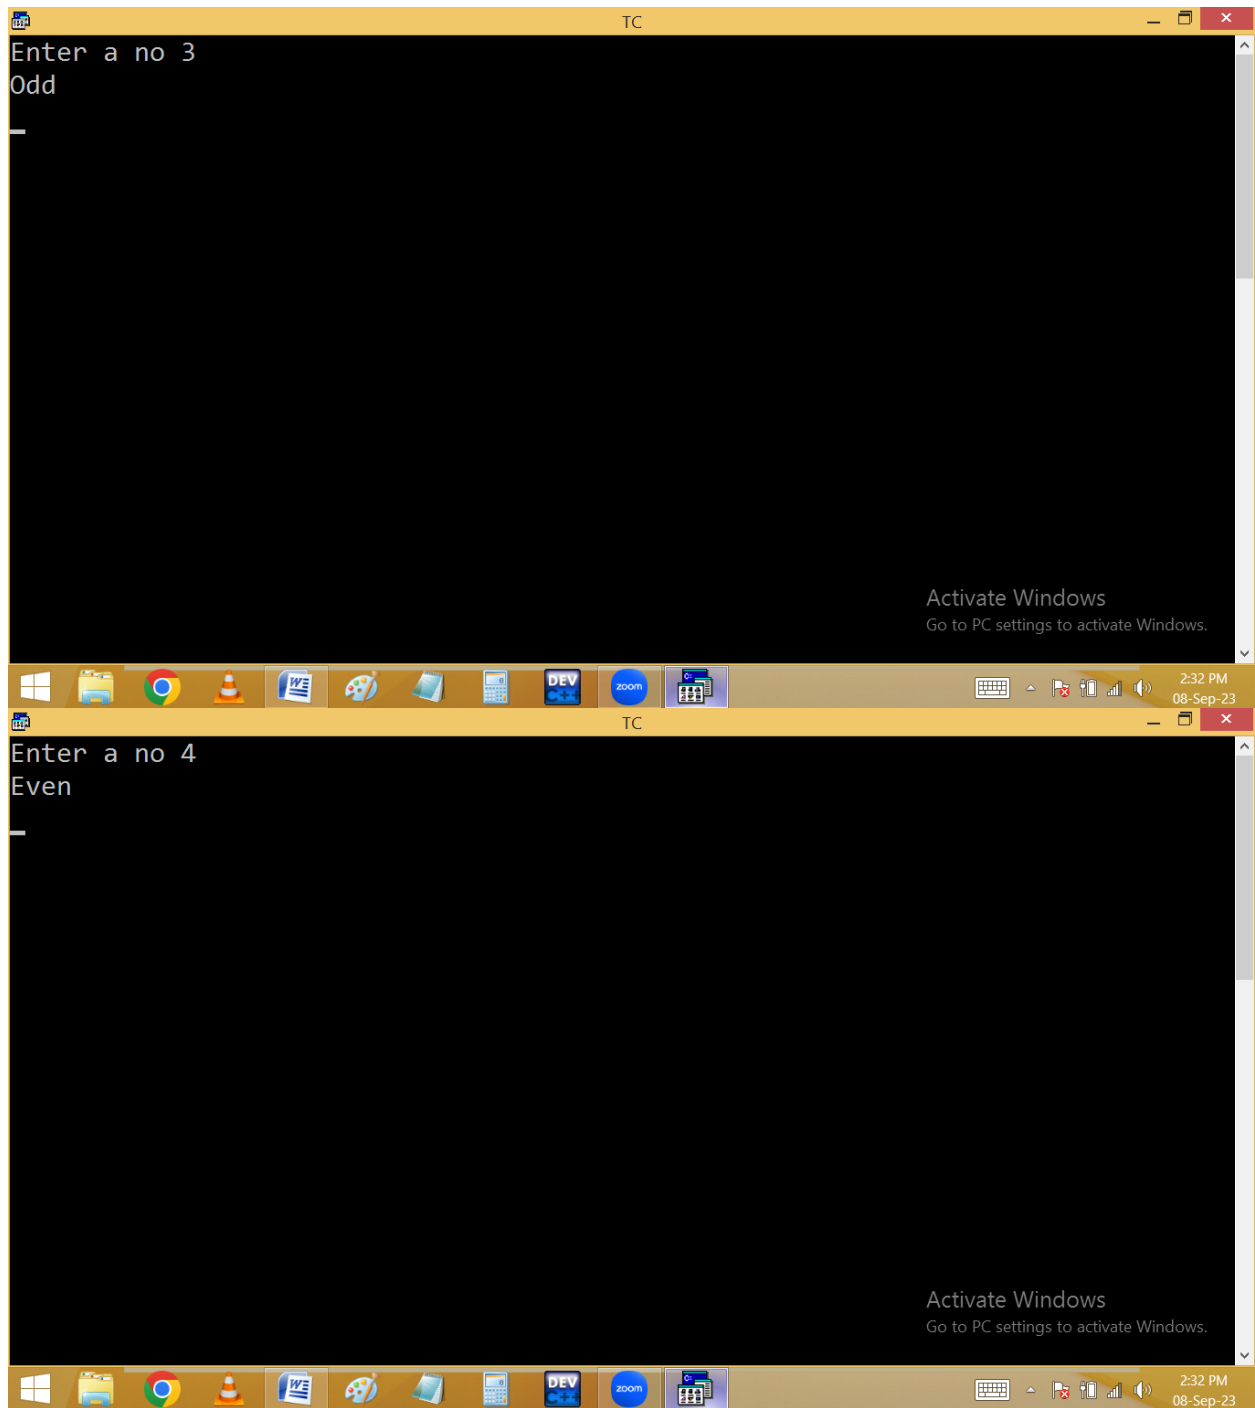 TC
Enter a no 3
Odd
Activate Windows
Go to PC settings to activate Windows.
DEV
C++
zoom
2:32 PM
08-Sep-23
TC
Enter a no 4
Even
Activate Windows
Go to PC settings to activate Windows.
DEV
C++
zoom
2:32 PM
08-Sep-23